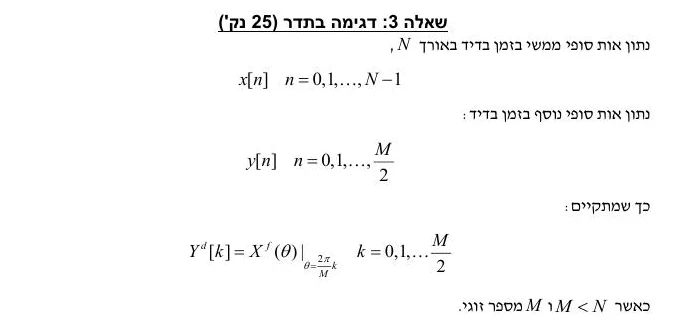 שאלה 3: דגימה בתדר (25 נק')
נתון אות סופי ממשי בזמן בדיד באורך N,
x[n] n = 0,1,…,N−1
נתון אות סופי נוסף בזמן בדיד:
y[n] n = 0,1,…,M/2
כך שמתקיים:
Y^d[k] = X^f(θ)|_{θ=2π/M k} k = 0,1,…M/2
כאשר M < N ו M מספר זוגי.